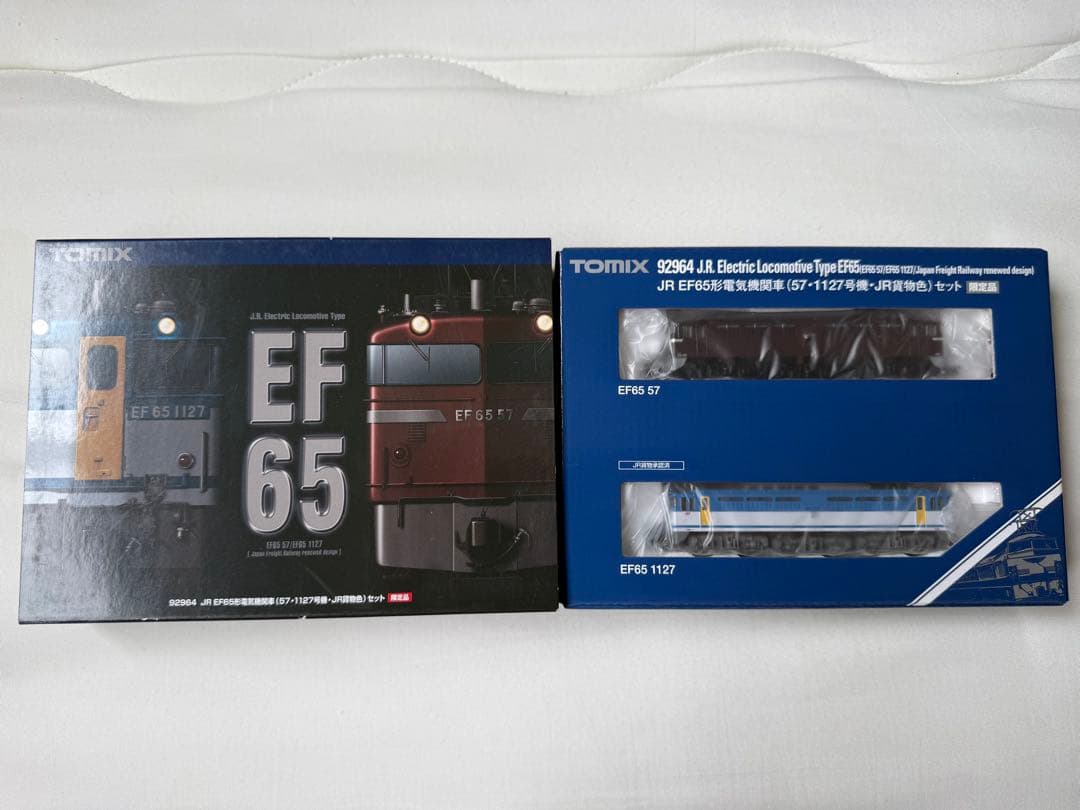 TOMIX
J.R. Electric Locomotive Type
EF
65
EF 65 1127
EF 65 57
EF65 57/EF65 1127
[ Japan Freight Railway renewed design ]
92964 JR EF65形電気機関車(57・1127号機・JR貨物色)セット 限定品
TOMIX 92964 J.R. Electric Locomotive Type EF65(EF65 57/EF65 1127/Japan Freight Railway renewed design)
JR EF65形電気機関車(57・1127号機・JR貨物色)セット 限定品
EF65 57
JR貨物承認済
EF65 1127